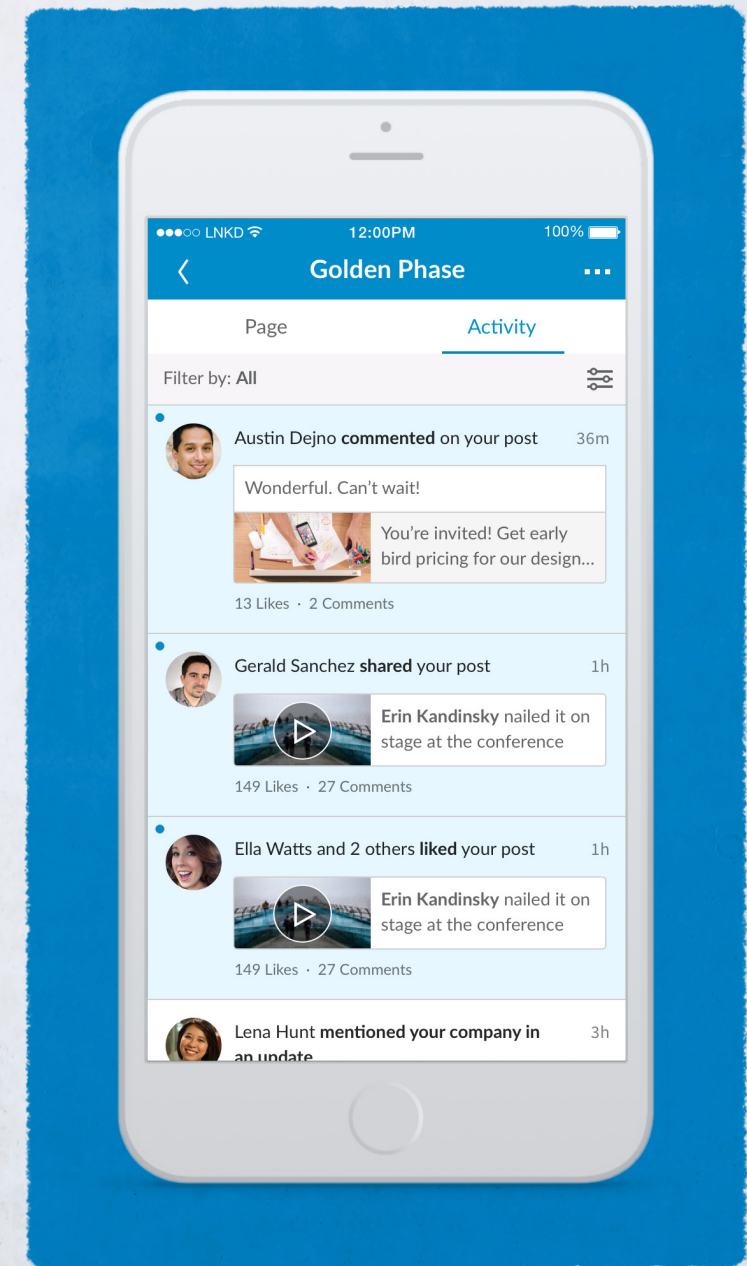 LNKD 12:00PM 100%
Golden Phase
Page Activity
Filter by: All
Austin Dejno commented on your post 36m
Wonderful. Can't wait!
You're invited! Get early
bird pricing for our design...
13 Likes · 2 Comments
Gerald Sanchez shared your post 1h
Erin Kandinsky nailed it on
stage at the conference
149 Likes · 27 Comments
Ella Watts and 2 others liked your post 1h
Erin Kandinsky nailed it on
stage at the conference
149 Likes · 27 Comments
Lena Hunt mentioned your company in 3h
an update